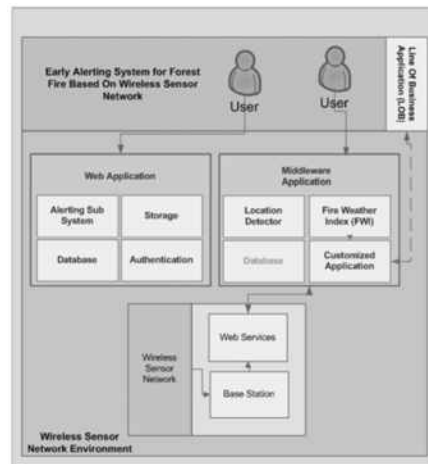 Early Alerting System for Forest
Fire Based On Wireless Sensor
Network
User
User
Line Of Business
Application (LOB)
Web Application
Alerting Sub
System
Storage
Database
Authentication
Middleware
Application
Location
Detector
Fire Weather
Index (FWI)
Database
Customized
Application
Wireless
Sensor
Network
Web Services
Base Station
Wireless Sensor
Network Environment